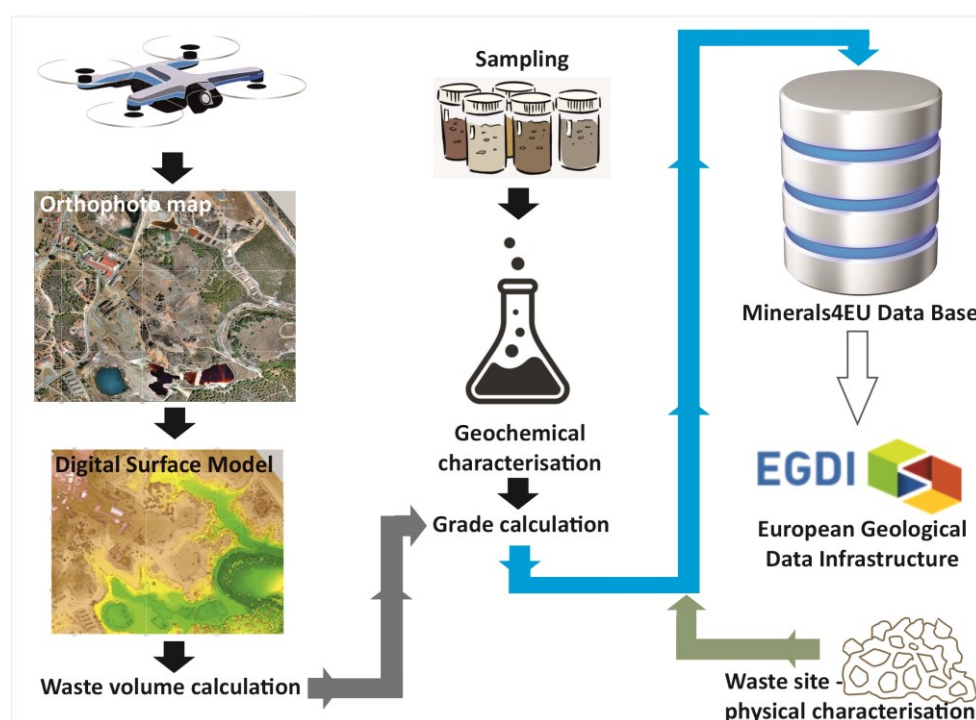 Orthophoto map
Digital Surface Model
Waste volume calculation
Sampling
Geochemical
characterisation
Grade calculation
Minerals4EU Data Base
EGDI
European Geological
Data Infrastructure
Waste site -
physical characterisation